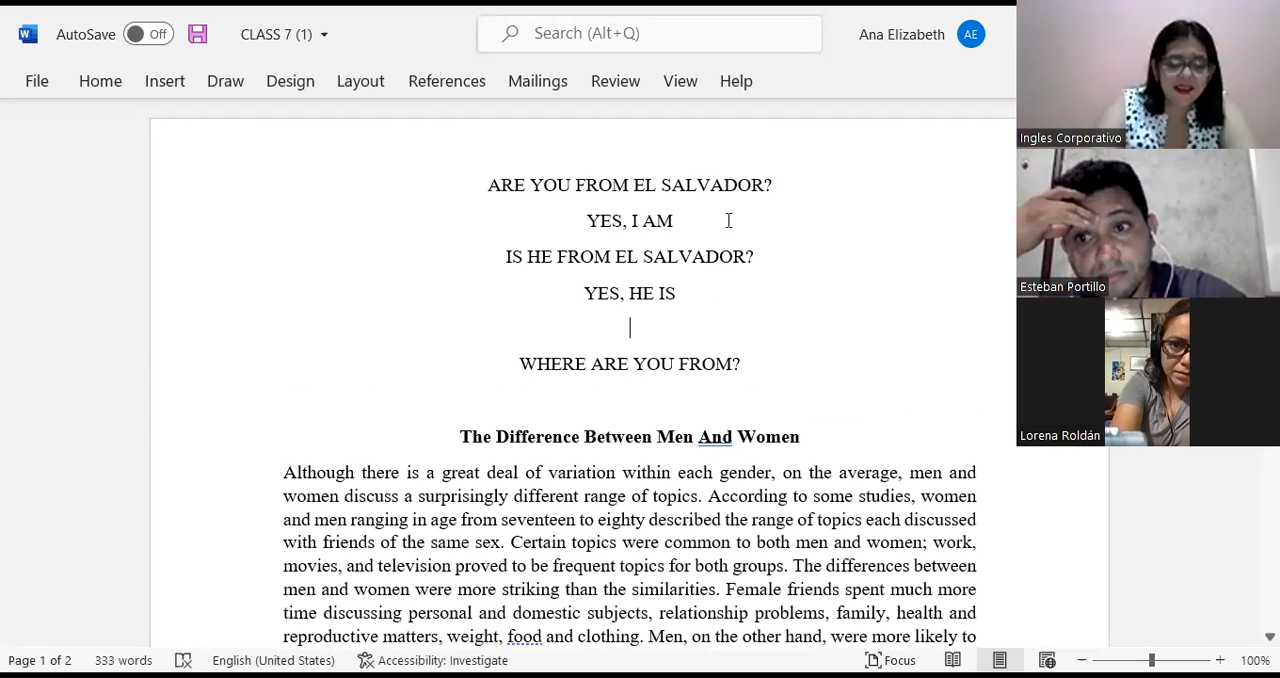 AutoSave Off CLASS 7 (1) Search (Alt+Q) Ana Elizabeth AE
File Home Insert Draw Design Layout References Mailings Review View Help
ARE YOU FROM EL SALVADOR?
YES, I AM
IS HE FROM EL SALVADOR?
YES, HE IS
WHERE ARE YOU FROM?
The Difference Between Men And Women
Although there is a great deal of variation within each gender, on the average, men and
women discuss a surprisingly different range of topics. According to some studies, women
and men ranging in age from seventeen to eighty described the range of topics each discussed
with friends of the same sex. Certain topics were common to both men and women; work,
movies, and television proved to be frequent topics for both groups. The differences between
men and women were more striking than the similarities. Female friends spent much more
time discussing personal and domestic subjects, relationship problems, family, health and
reproductive matters, weight, food and clothing. Men, on the other hand, were more likely to
Page 1 of 2 333 words English (United States) Accessibility: Investigate Focus 100%
Ingles Corporativo
Esteban Portillo
Lorena Roldán